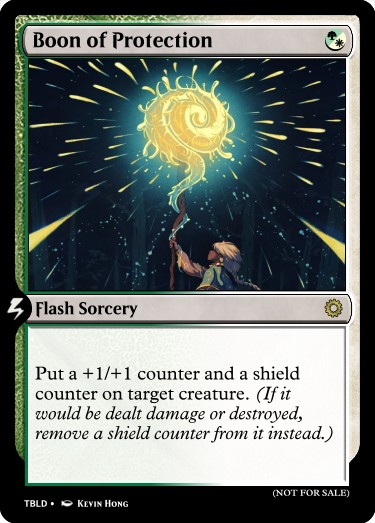 Boon of Protection
Flash Sorcery
Put a +1/+1 counter and a shield
counter on target creature. (If it
would be dealt damage or destroyed,
remove a shield counter from it instead.)
(NOT FOR SALE)
TBLD • Kevin Hong